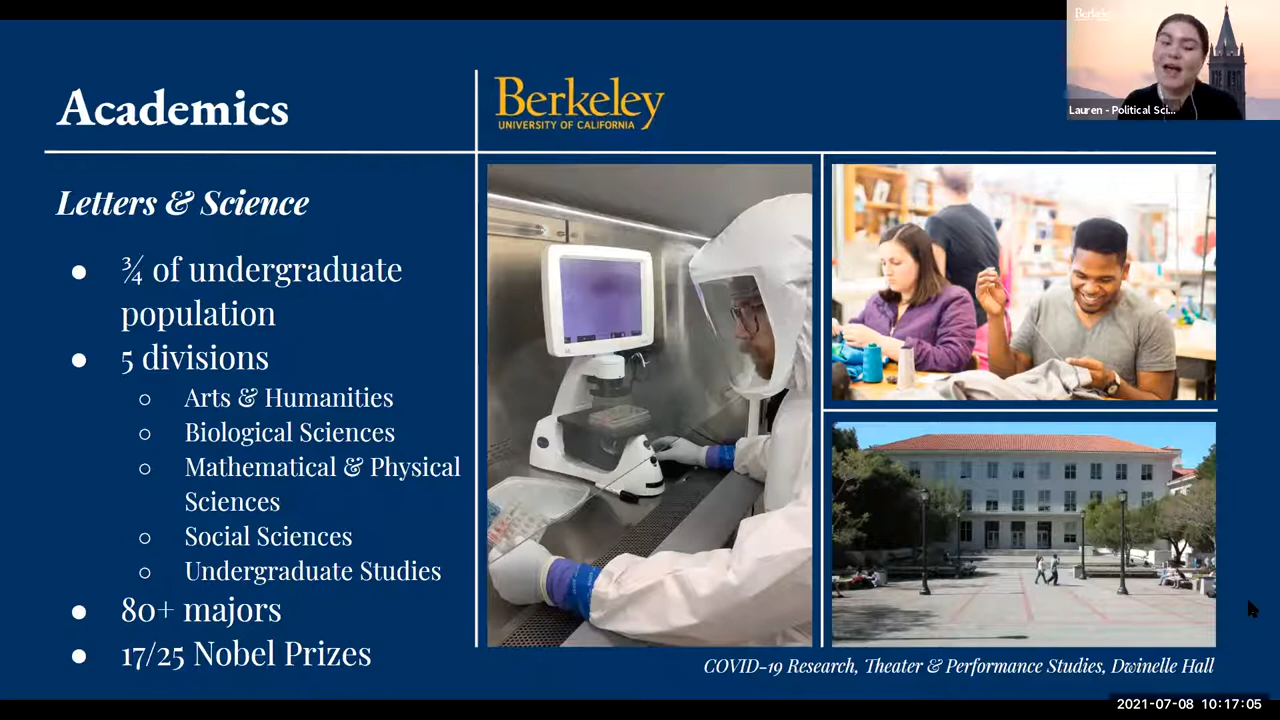 Academics
Berkeley
UNIVERSITY OF CALIFORNIA
Berkeley
Lauren - Political Sci...
Letters & Science
● ¾ of undergraduate
population
● 5 divisions
○ Arts & Humanities
○ Biological Sciences
○ Mathematical & Physical
Sciences
○ Social Sciences
○ Undergraduate Studies
● 80+ majors
● 17/25 Nobel Prizes
COVID-19 Research, Theater & Performance Studies, Dwinelle Hall
2021-07-08 10:17:05